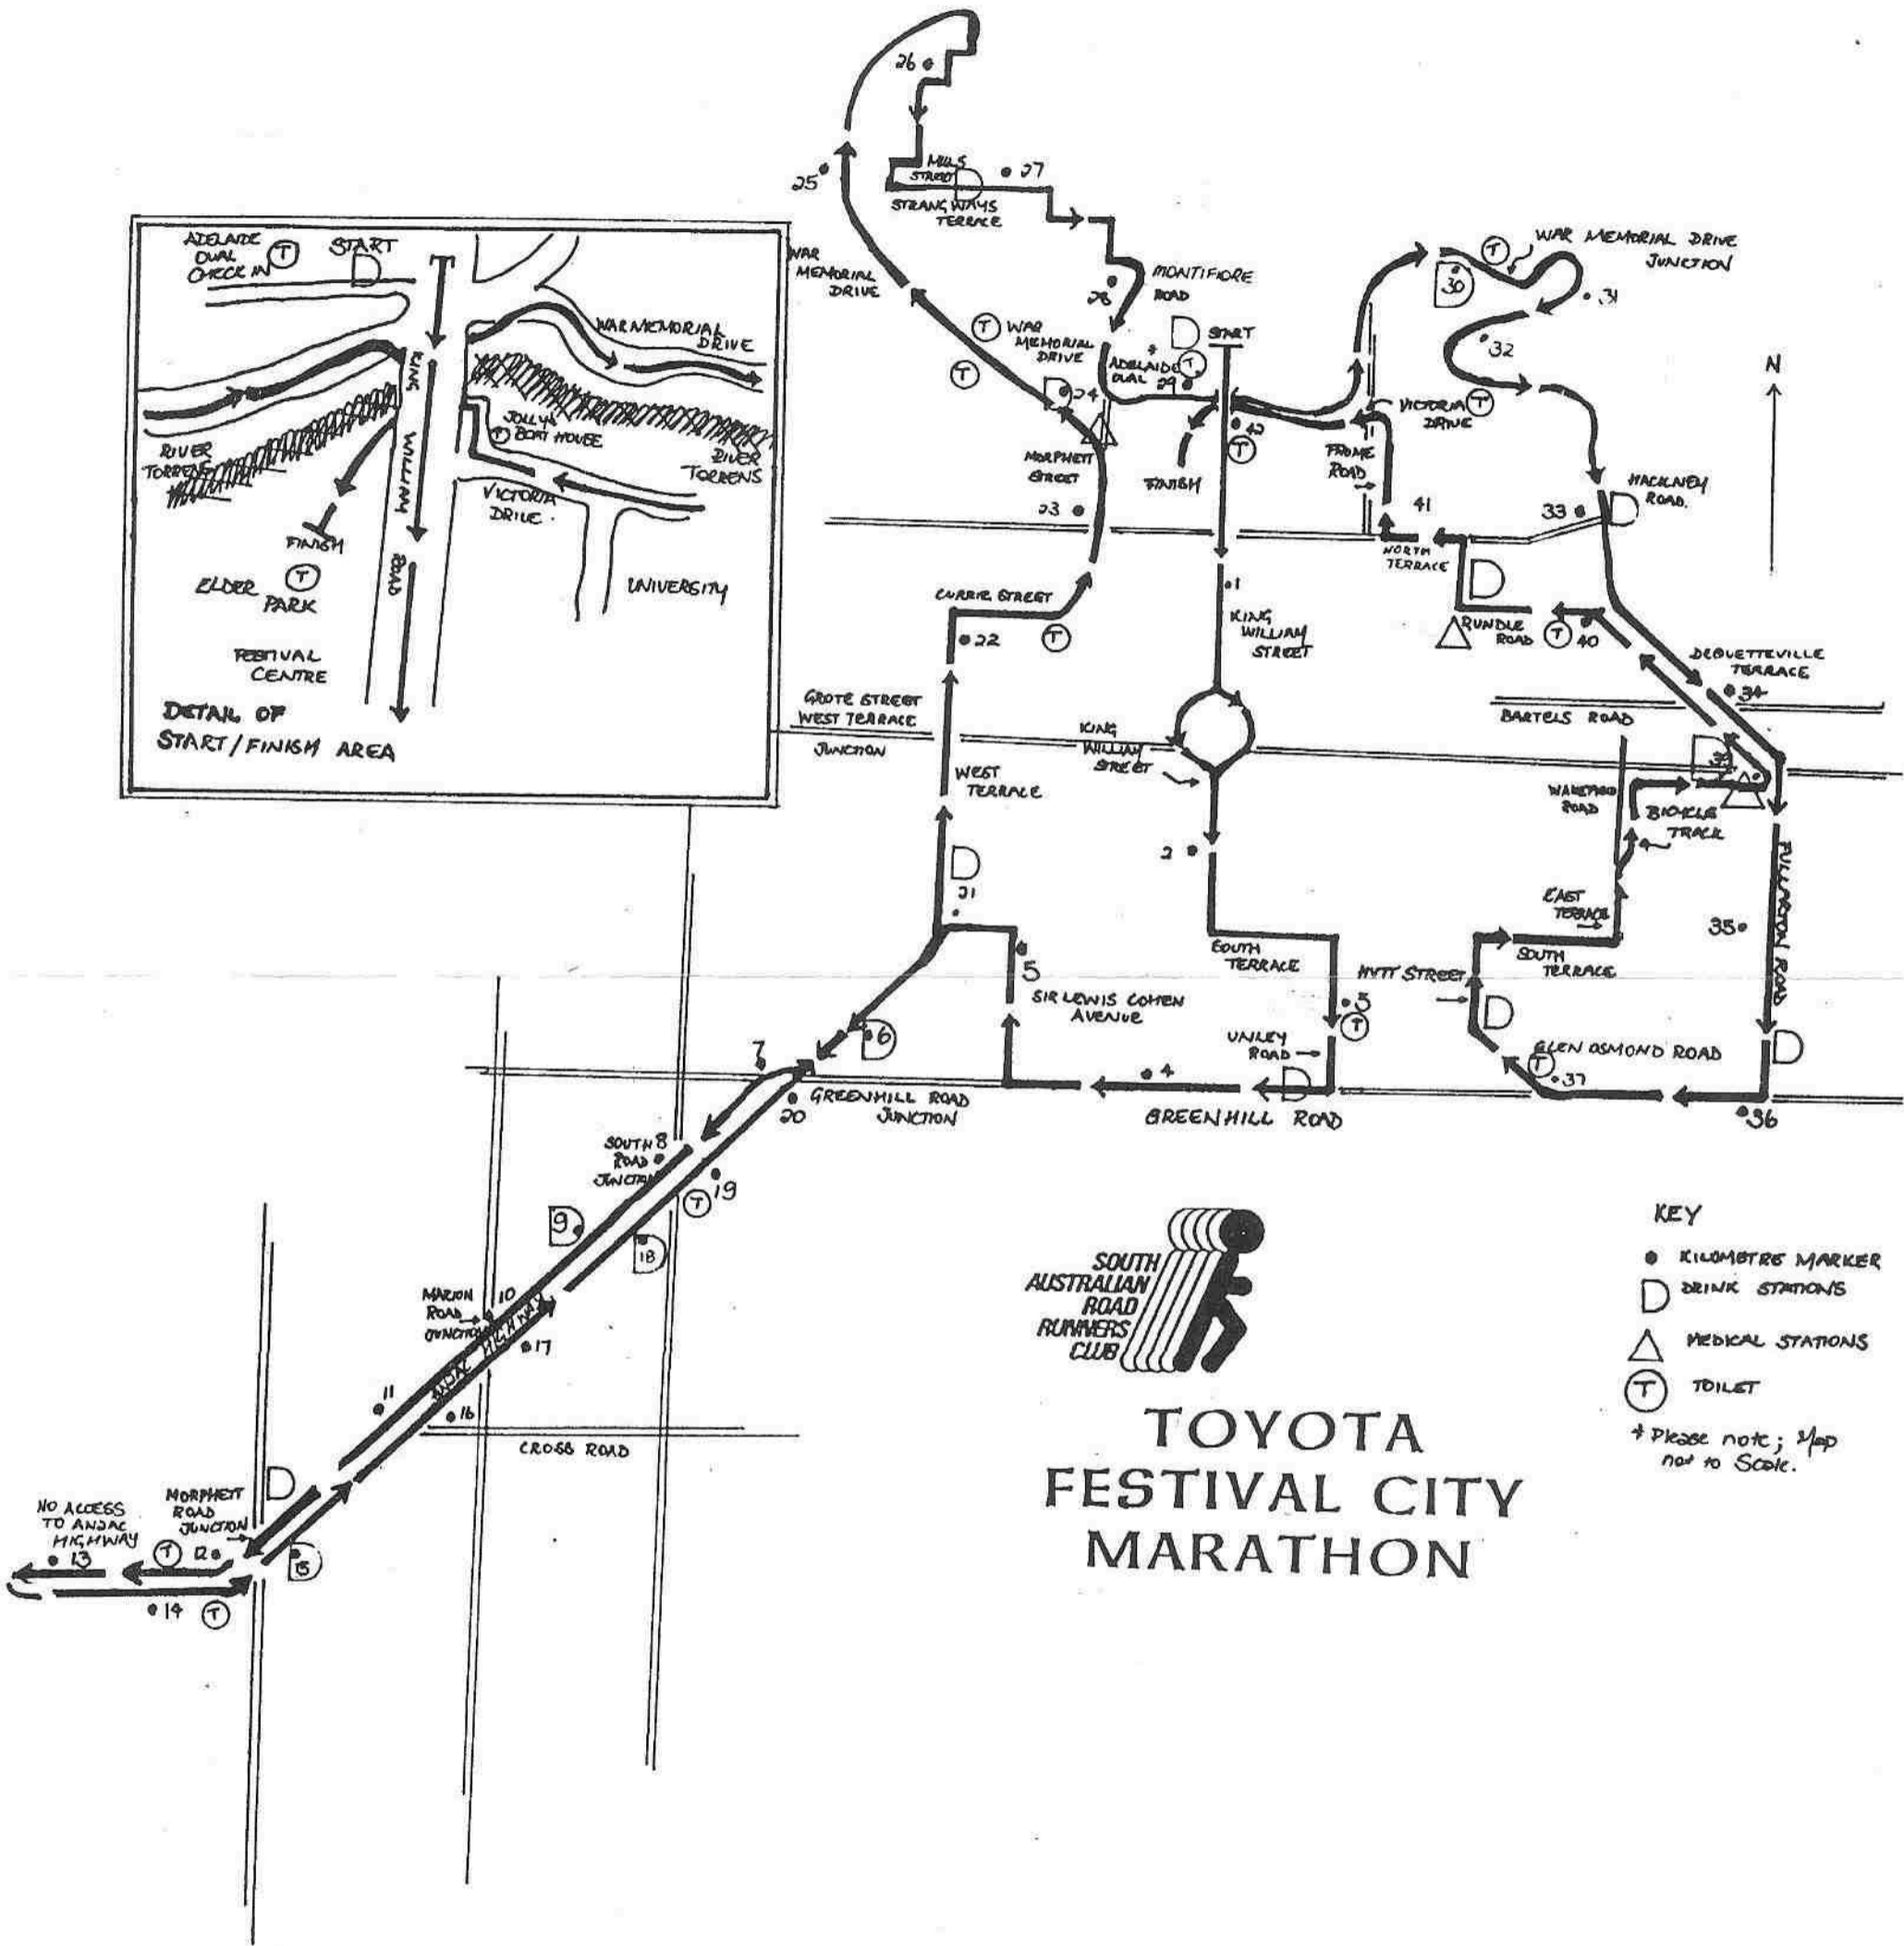 26
25
MILLS
STREET
27
STRANGWAYS
TERRACE
WAR
MEMORIAL
DRIVE
MONTIFIORE
ROAD
28
T
WAR
MEMORIAL
DRIVE
T
24
ADELAIDE
OVAL
29
T
START
T
WAR MEMORIAL DRIVE
JUNCTION
30
31
32
N
VICTORIA
DRIVE
T
42
T
MORPHETT
STREET
FINISH
FROME
ROAD
HACKNEY
ROAD.
23
41
33
NORTH
TERRACE
CURRIE STREET
1
KING
WILLIAM
STREET
22
T
RUNDLE
ROAD
T
40
DEQUETTEVILLE
TERRACE
34
BARTELS ROAD
GROTE STREET
WEST TERRACE
JUNCTION
KING
WILLIAM
STREET
WEST
TERRACE
WAKEFIELD
ROAD
BICYCLE
TRACK
2
FULLARTON ROAD
21
EAST
TERRACE
35
5
SOUTH
TERRACE
HUTT STREET
SOUTH
TERRACE
SIR LEWIS COHEN
AVENUE
3
T
6
UNLEY
ROAD
GLEN OSMOND ROAD
T
37
7
4
20
GREENHILL ROAD
JUNCTION
GREENHILL ROAD
36
SOUTH 8
ROAD
JUNCTION
19
T
9
18
MARION
ROAD
JUNCTION
10
ANZAC HIGHWAY
17
11
16
CROSS ROAD
NO ACCESS
TO ANZAC
HIGHWAY
MORPHETT
ROAD
JUNCTION
13
T
12
15
14
T
ADELAIDE
OVAL
CHECK IN
T
START
WAR MEMORIAL
DRIVE
KING WILLIAM ROAD
JOLLYS
BOAT HOUSE
T
RIVER
TORRENS
RIVER
TORRENS
VICTORIA
DRIVE.
FINISH
ELDER
PARK
T
UNIVERSITY
FESTIVAL
CENTRE
DETAIL OF
START/FINISH AREA
SOUTH
AUSTRALIAN
ROAD
RUNNERS
CLUB
TOYOTA
FESTIVAL CITY
MARATHON
KEY
KILOMETRE MARKER
DRINK STATIONS
MEDICAL STATIONS
T TOILET
* Please note; Map
not to Scale.